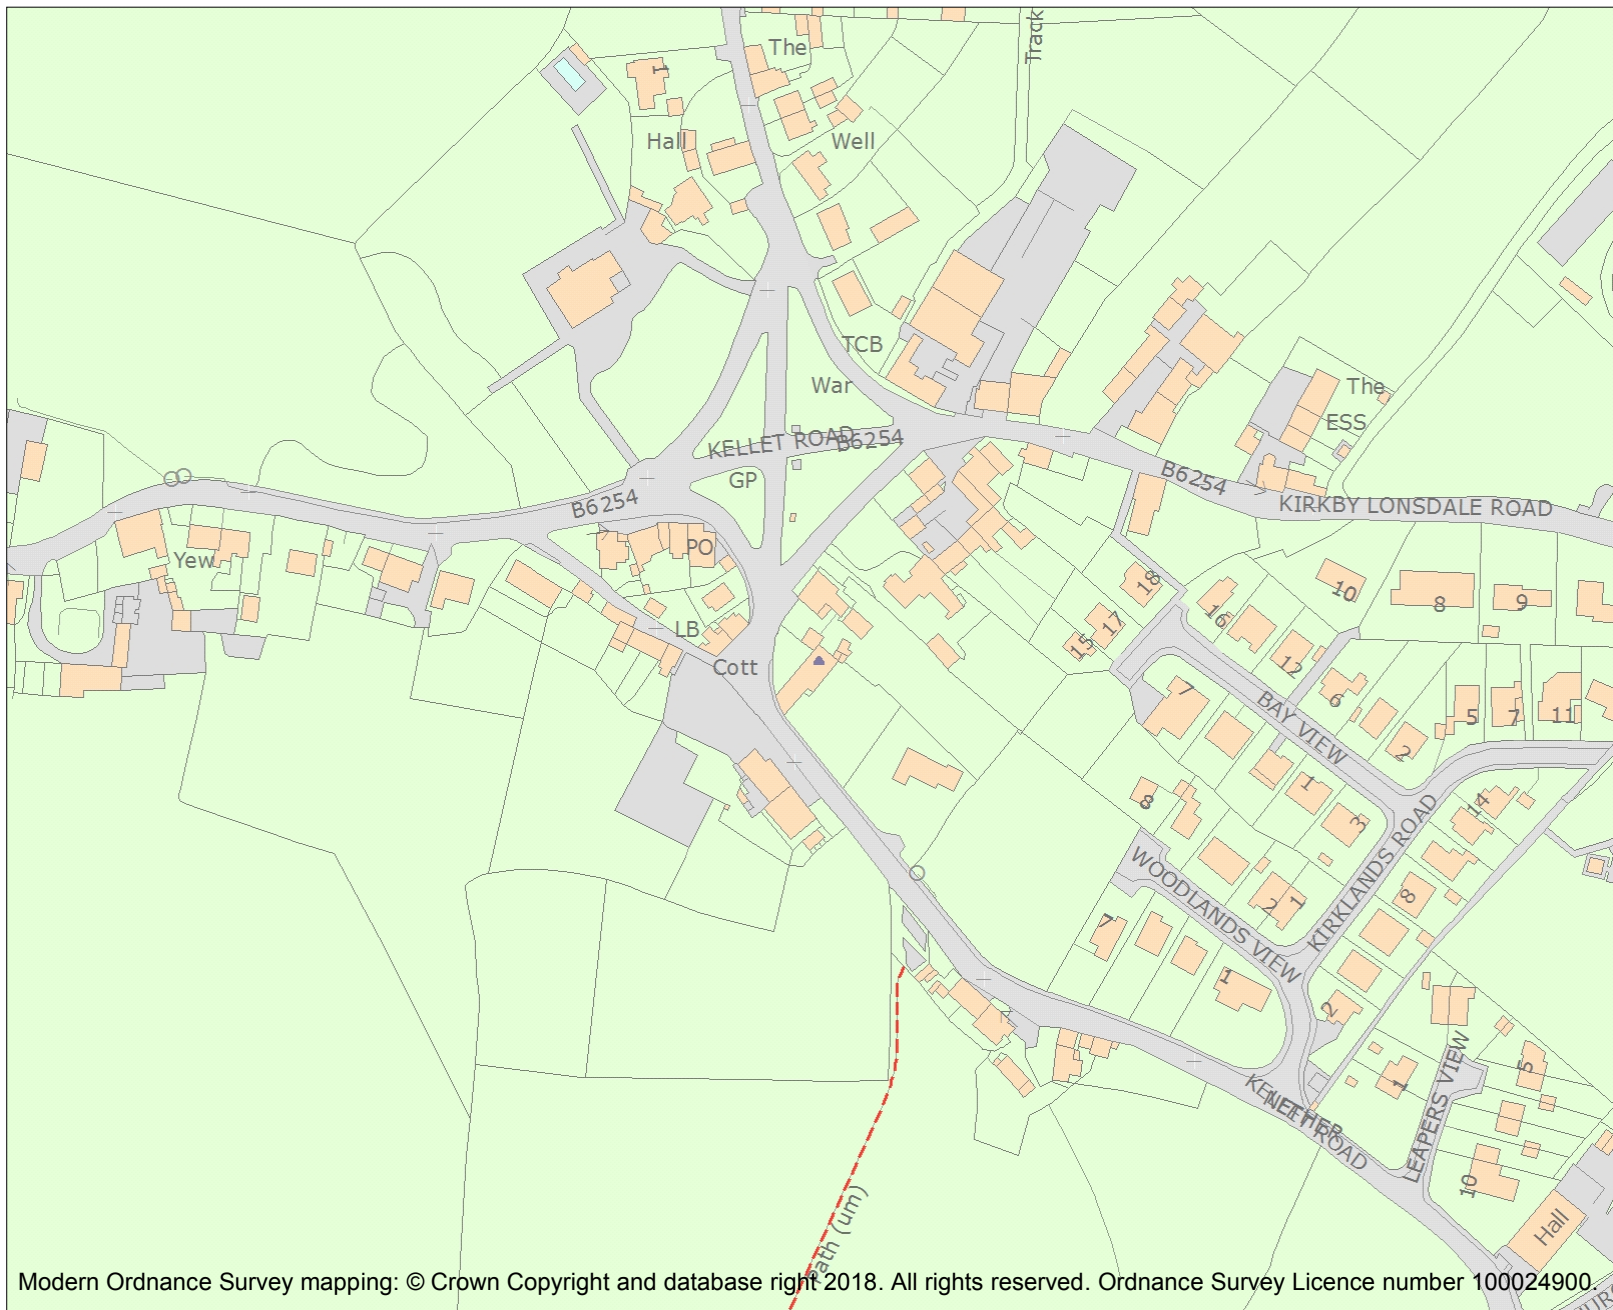 The
Track
1
Hall
Well
TCB
War
The
ESS
KELLET ROAD
B6254
GP
B6254
B6254
KIRKBY LONSDALE ROAD
Yew
PO
18
10
8
9
16
17
15
LB
12
Cott
7
6
5
7
11
BAY VIEW
2
1
8
14
3
WOODLANDS VIEW
KIRKLANDS ROAD
8
2
1
7
1
2
5
1
NETHER
KELLET ROAD
LEAPERS VIEW
10
Hall
Path (um)
Modern Ordnance Survey mapping: © Crown Copyright and database right 2018. All rights reserved. Ordnance Survey Licence number 100024900.